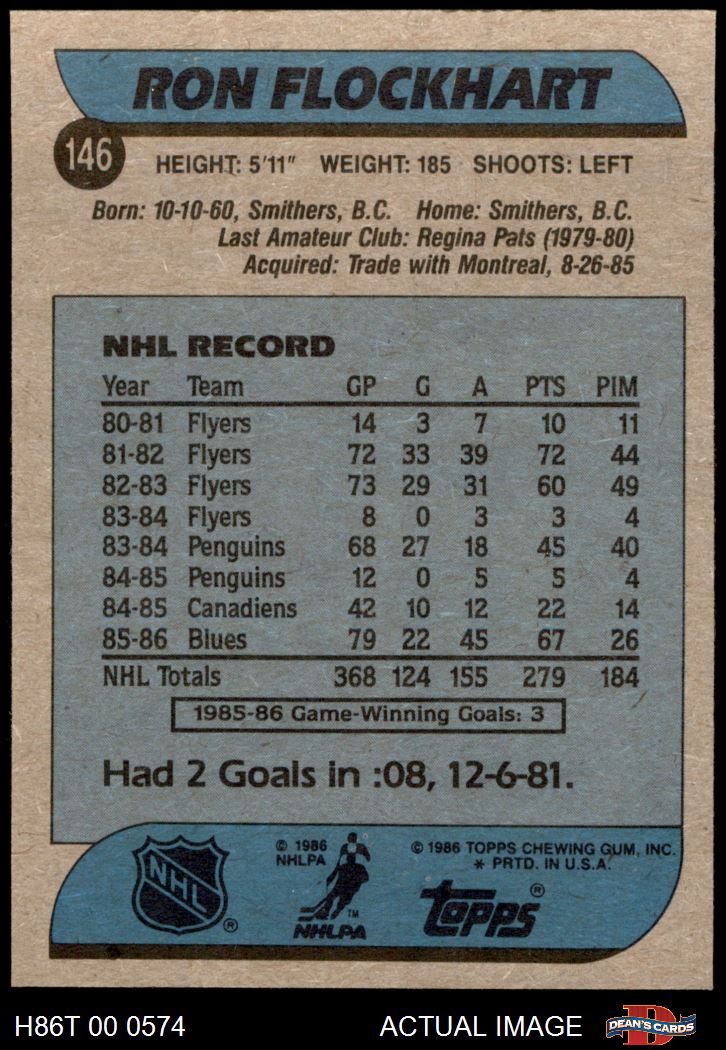 RON FLOCKHART
146
HEIGHT: 5'11" WEIGHT: 185 SHOOTS: LEFT
Born: 10-10-60, Smithers, B.C. Home: Smithers, B.C.
Last Amateur Club: Regina Pats (1979-80)
Acquired: Trade with Montreal, 8-26-85
NHL RECORD
Year Team GP G A PTS PIM
80-81 Flyers 14 3 7 10 11
81-82 Flyers 72 33 39 72 44
82-83 Flyers 73 29 31 60 49
83-84 Flyers 8 0 3 3 4
83-84 Penguins 68 27 18 45 40
84-85 Penguins 12 0 5 5 4
84-85 Canadiens 42 10 12 22 14
85-86 Blues 79 22 45 67 26
NHL Totals 368 124 155 279 184
1985-86 Game-Winning Goals: 3
Had 2 Goals in :08, 12-6-81.
NHL ®
© 1986
NHLPA
TM
NHLPA
© 1986 TOPPS CHEWING GUM, INC.
* PRTD. IN U.S.A.
topps ®
H86T 00 0574 ACTUAL IMAGE
D
DEAN'S CARDS